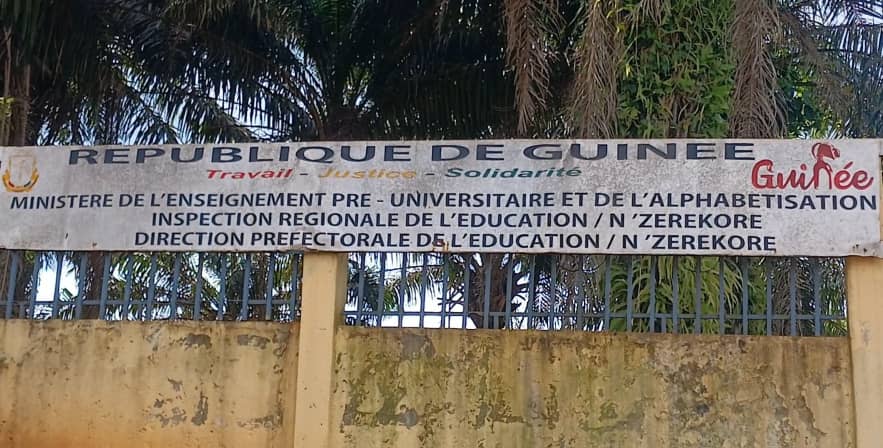 REPUBLIQUE DE GUINEE
Travail - Justice - Solidarité
Guinée
MINISTERE DE L'ENSEIGNEMENT PRE - UNIVERSITAIRE ET DE L'ALPHABETISATION
INSPECTION REGIONALE DE L'EDUCATION / N'ZEREKORE
DIRECTION PREFECTORALE DE L'EDUCATION / N'ZEREKORE